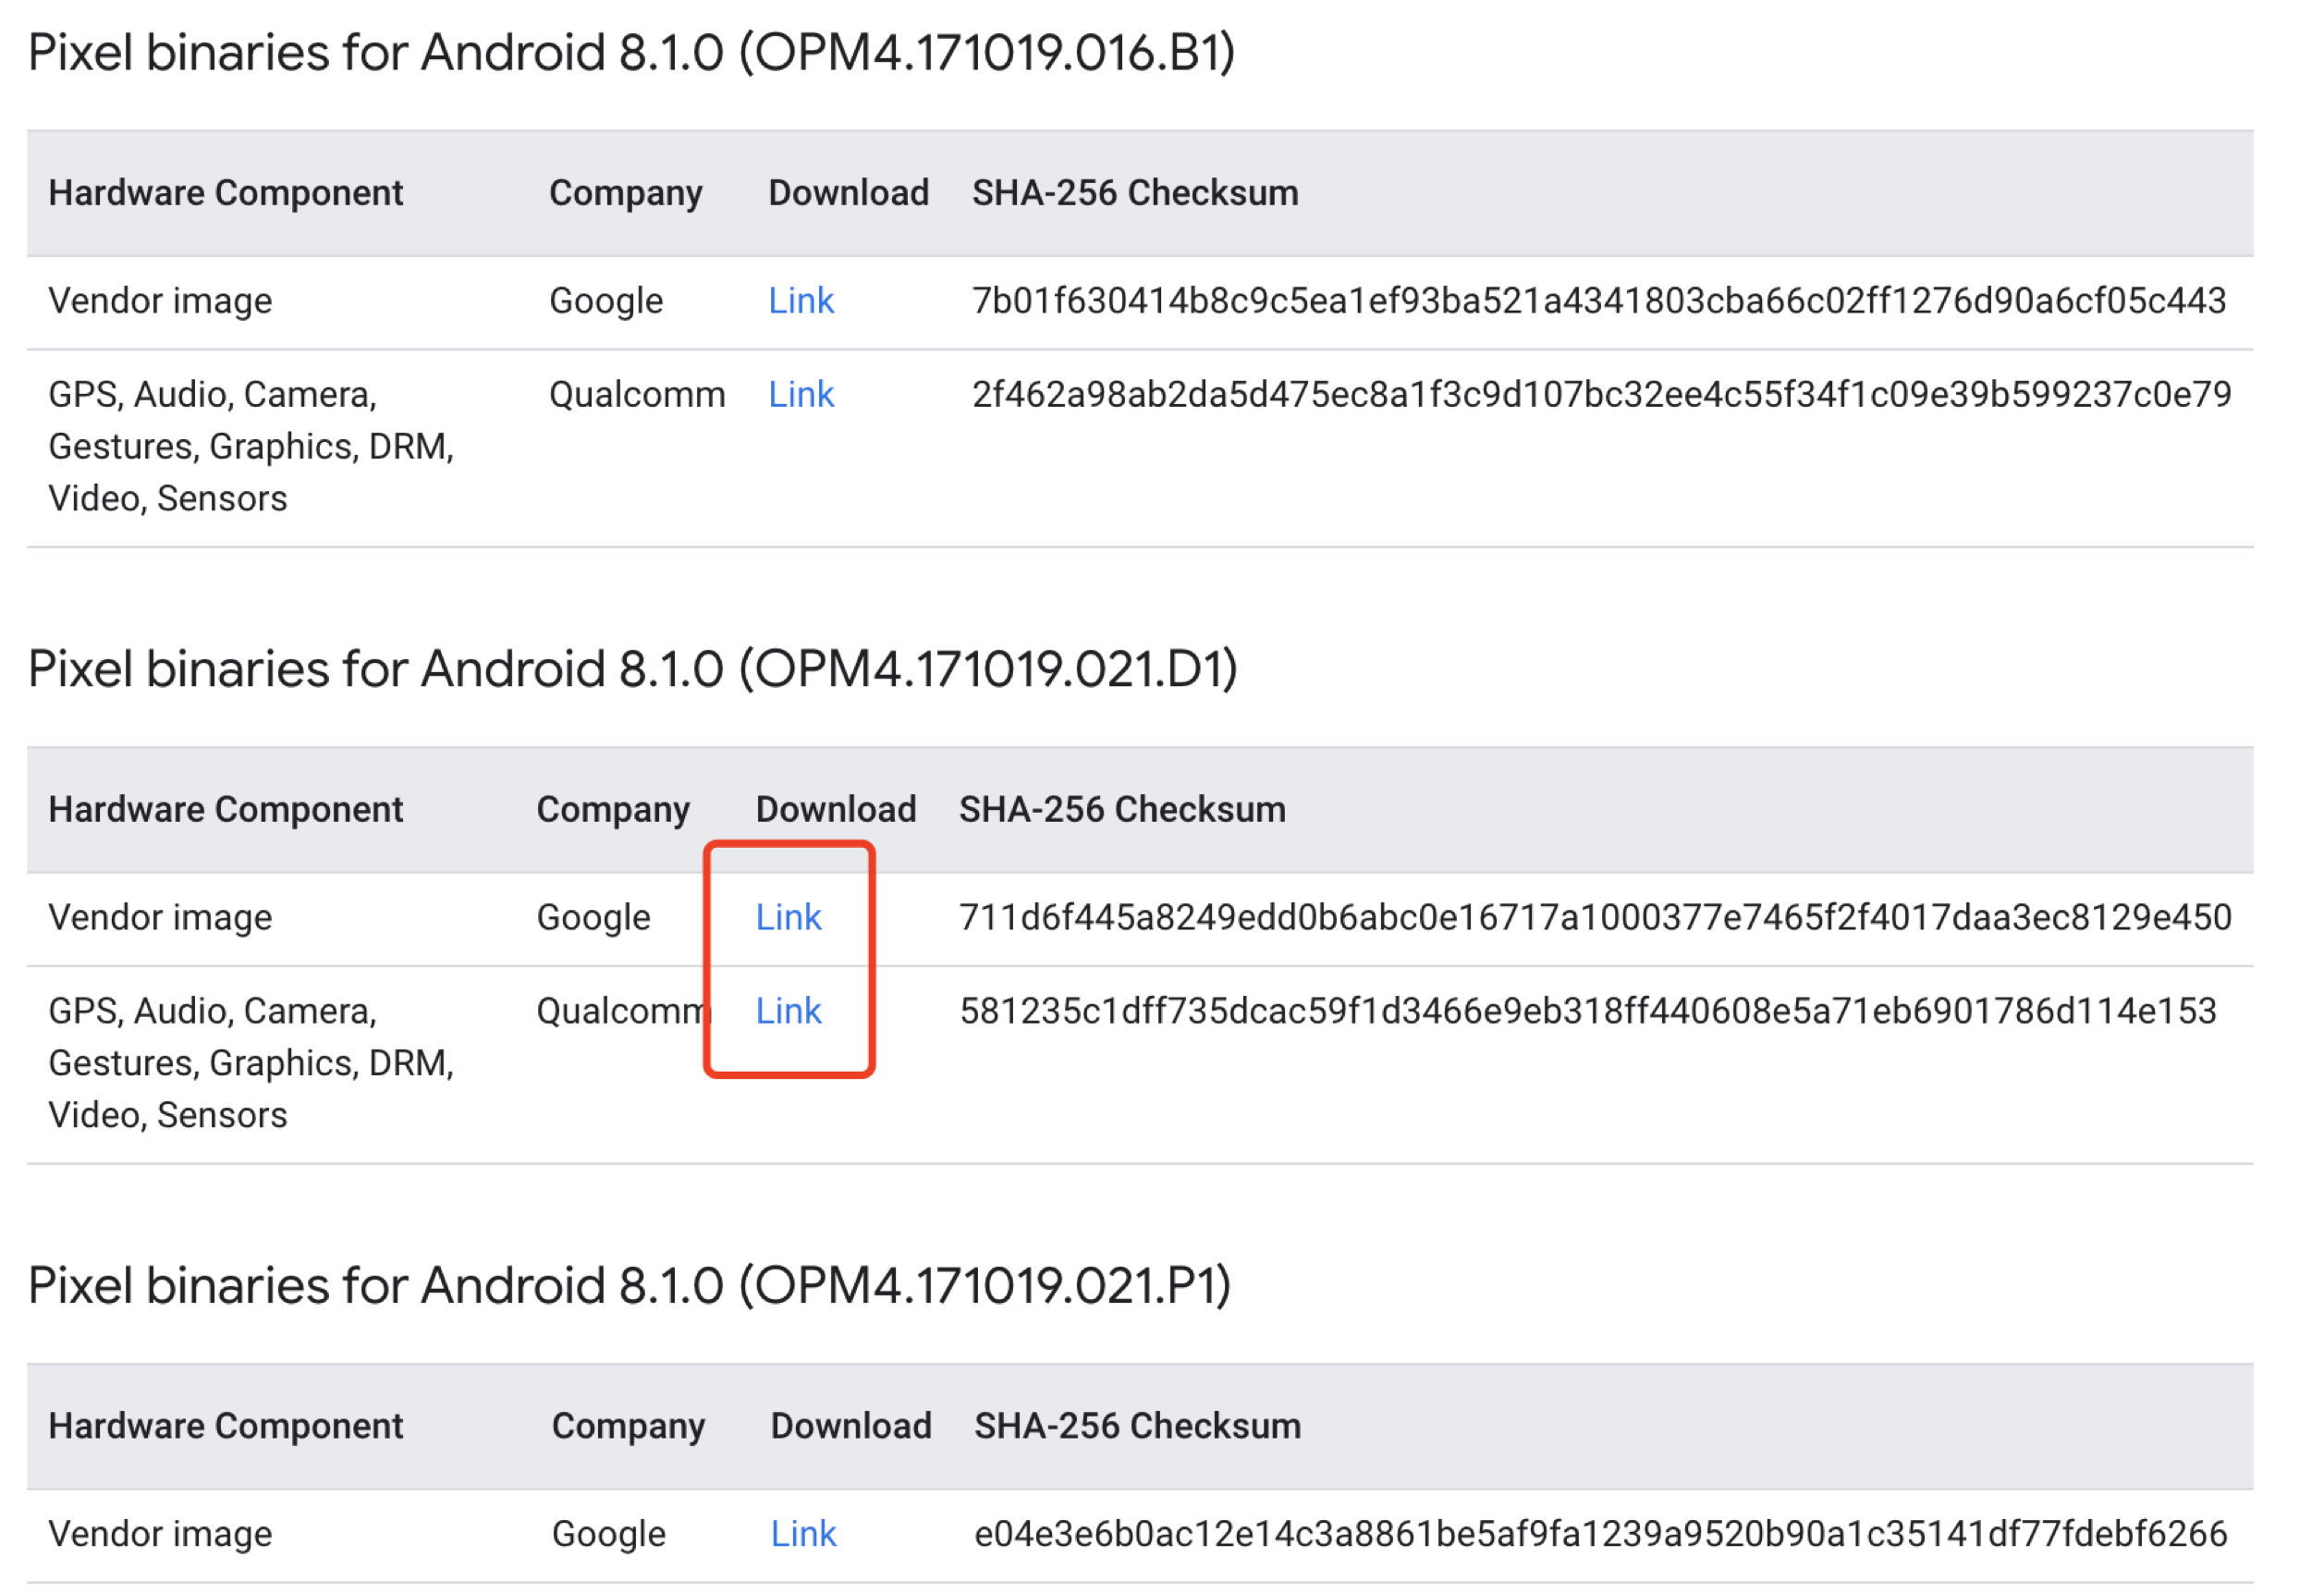 Pixel binaries for Android 8.1.0 (OPM4.171019.016.B1)
Hardware Component Company Download SHA-256 Checksum
Vendor image Google Link 7b01f630414b8c9c5ea1ef93ba521a4341803cba66c02ff1276d90a6cf05c443
GPS, Audio, Camera, Qualcomm Link 2f462a98ab2da5d475ec8a1f3c9d107bc32ee4c55f34f1c09e39b599237c0e79
Gestures, Graphics, DRM,
Video, Sensors
Pixel binaries for Android 8.1.0 (OPM4.171019.021.D1)
Hardware Component Company Download SHA-256 Checksum
Vendor image Google Link 711d6f445a8249edd0b6abc0e16717a1000377e7465f2f4017daa3ec8129e450
GPS, Audio, Camera, Qualcomm Link 581235c1dff735dcac59f1d3466e9eb318ff440608e5a71eb6901786d114e153
Gestures, Graphics, DRM,
Video, Sensors
Pixel binaries for Android 8.1.0 (OPM4.171019.021.P1)
Hardware Component Company Download SHA-256 Checksum
Vendor image Google Link e04e3e6b0ac12e14c3a8861be5af9fa1239a9520b90a1c35141df77fdebf6266